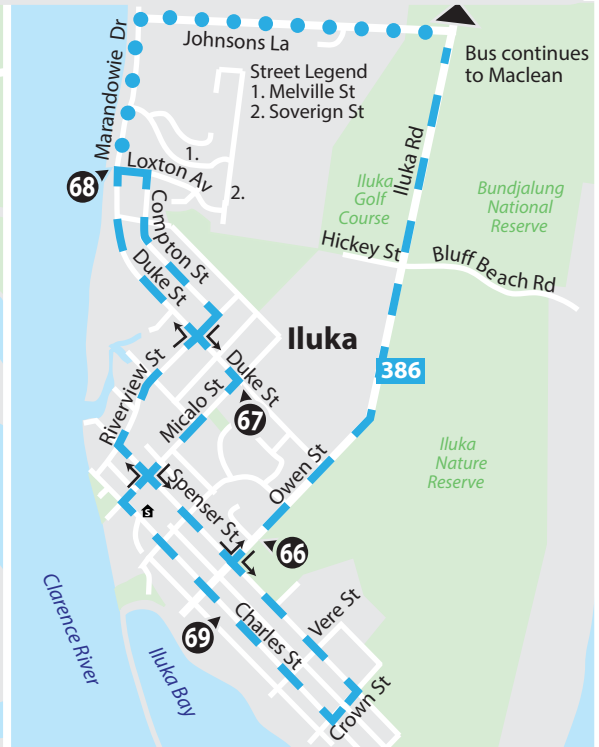 Johnsons La
Bus continues
to Maclean
Marandowie Dr
Street Legend
1. Melville St
2. Soverign St
1.
Loxton Av
2.
68
Iluka Rd
Iluka
Golf
Course
Bundjalung
National
Reserve
Compton St
Hickey St
Bluff Beach Rd
Duke St
Iluka
Duke St
386
Riverview St
Micalo St
67
Iluka
Nature
Reserve
Owen St
Spenser St
S
66
Clarence River
Iluka Bay
69
Charles St
Vere St
Crown St